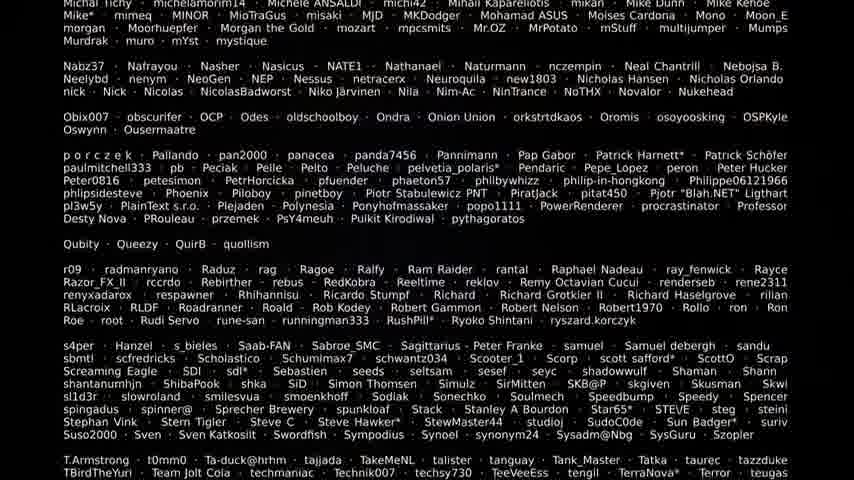 Michal Tichy · michelamorim14 · Michele ANSALDI · michi42 · Mihail Kapareliotis · mikan · Mike Dunn · Mike Kehoe
Mike* · mimeq · MINOR · MioTraGus · misaki · MJD · MKDodger · Mohamad ASUS · Moises Cardona · Mono · Moon_E
morgan · Moorhuepfer · Morgan the Gold · mozart · mpcsmits · Mr.OZ · MrPotato · mStuff · multijumper · Mumps
Murdrak · muro · mYst · mystique
Nabz37 · Nafrayou · Nasher · Nasicus · NATE1 · Nathanael · Naturmann · nczempin · Neal Chantrill · Nebojsa B.
Neelybd · nenym · NeoGen · NEP · Nessus · netracerx · Neuroquila · new1803 · Nicholas Hansen · Nicholas Orlando
nick · Nick · Nicolas · NicolasBadworst · Niko Järvinen · Nila · Nim-Ac · NinTrance · NoTHX · Novalor · Nukehead
Obix007 · obscurifer · OCP · Odes · oldschoolboy · Ondra · Onion Union · orkstrtdkaos · Oromis · osoyoosking · OSPKyle
Oswynn · Ousermaatre
p o r c z e k · Pallando · pan2000 · panacea · panda7456 · Pannimann · Pap Gabor · Patrick Harnett* · Patrick Schöfer
paulmitchell333 · pb · Peciak · Pelle · Pelto · Peluche · pelvetia_polaris* · Pendaric · Pepe_Lopez · peron · Peter Hucker
Peter0816 · petesimon · PetrHorcicka · pfuender · phaeton57 · philbywhizz · philip-in-hongkong · Philippe06121966
phlipsidesteve · Phoenix · Piloboy · pinetboy · Piotr Stabulewicz PNT · PiratJack · pitat450 · Pjotr "Blah.NET" Ligthart
pl3w5y · PlainText s.r.o. · Plejaden · Polynesia · Ponyhofmassaker · popo1111 · PowerRenderer · procrastinator · Professor
Desty Nova · PRouleau · przemek · PsY4meuh · Pulkit Kirodiwal · pythagoratos
Qubity · Queezy · QuirB · quollism
r09 · radmanryano · Raduz · rag · Ragoe · Ralfy · Ram Raider · rantal · Raphael Nadeau · ray_fenwick · Rayce
Razor_FX_II · rccrdo · Rebirther · rebus · RedKobra · Reeltime · reklov · Remy Octavian Cucui · renderseb · rene2311
renyxadarox · respawner · Rhihannisu · Ricardo Stumpf · Richard · Richard Grotkier II · Richard Haselgrove · rilian
RLacroix · RLDF · Roadranner · Roald · Rob Kodey · Robert Gammon · Robert Nelson · Robert1970 · Rollo · ron · Ron
Roe · root · Rudi Servo · rune-san · runningman333 · RushPill* · Ryoko Shintani · ryszard.korczyk
s4per · Hanzel · s_bieles · Saab-FAN · Sabroe_SMC · Sagittarius - Peter Franke · samuel · Samuel debergh · sandu
sbmtl · scfredricks · Scholastico · Schumimax7 · schwantz034 · Scooter_1 · Scorp · scott safford* · ScottO · Scrap
Screaming Eagle · SDI · sdl* · Sebastien · seeds · seltsam · sesef · seyc · shadowwulf · Shaman · Shann
shantanumhjn · ShibaPook · shka · SiD · Simon Thomsen · Simulz · SirMitten · SKB@P · skgiven · Skusman · Skwi
sl1d3r · slowroland · smilesvua · smoenkhoff · Sodiak · Sonechko · Soulmech · Speedbump · Speedy · Spencer
spingadus · spinner@ · Sprecher Brewery · spunkloaf · Stack · Stanley A Bourdon · Star65* · STE\/E · steg · steini
Stephan Vink · Stern Tigler · Steve C · Steve Hawker* · StewMaster44 · studioj · SudoC0de · Sun Badger* · suriv
Suso2000 · Sven · Sven Katkosilt · Swordfish · Sympodius · Synoel · synonym24 · Sysadm@Nbg · SysGuru · Szopler
T.Armstrong · t0mm0 · Ta-duck@hrhm · tajjada · TakeMeNL · talister · tanguay · Tank_Master · Tatka · taurec · tazzduke
TBirdTheYuri · Team Jolt Cola · techmaniac · Technik007 · techsy730 · TeeVeeEss · tengil · TerraNova* · Terror · teugas